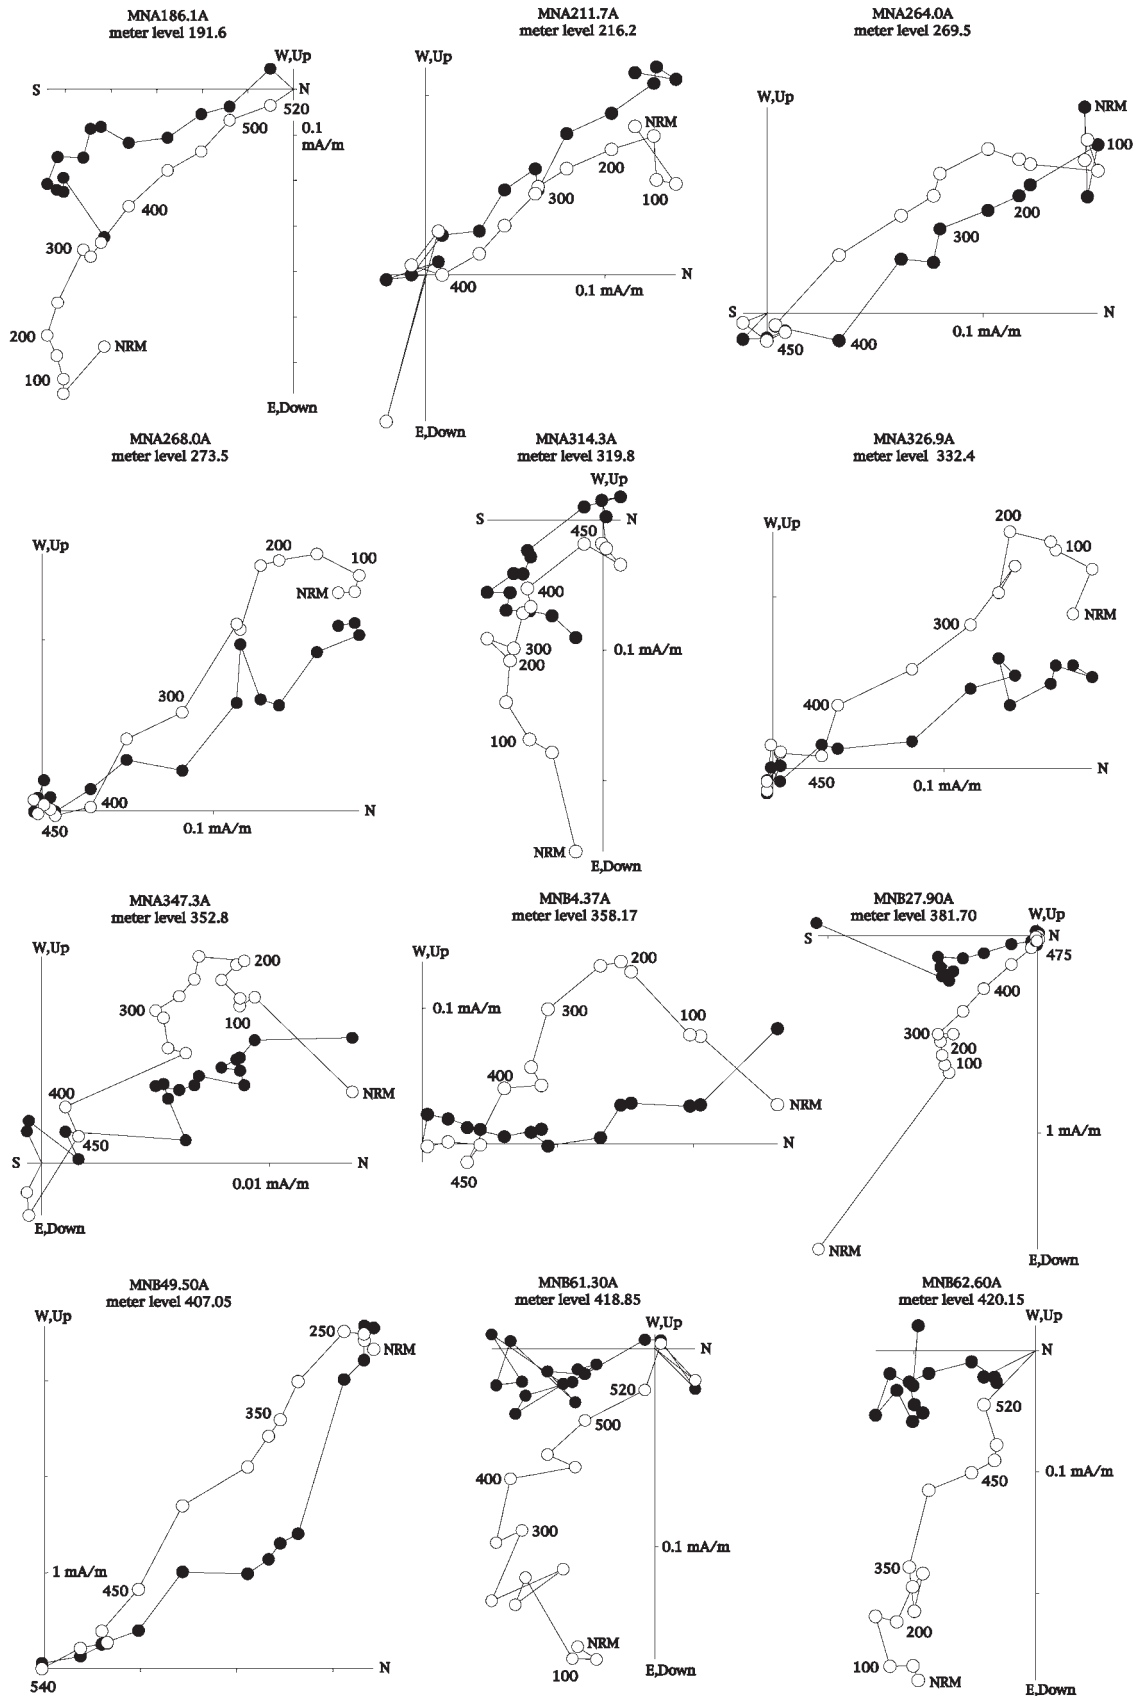 MNA186.1A
meter level 191.6
W,Up
S
N
520
500
0.1
mA/m
400
300
200
NRM
100
E,Down
MNA211.7A
meter level 216.2
W,Up
NRM
200
300
100
N
400
0.1 mA/m
E,Down
MNA264.0A
meter level 269.5
W,Up
NRM
100
200
300
S
N
0.1 mA/m
450
400
E,Down
MNA268.0A
meter level 273.5
W,Up
200
100
NRM
300
400
N
450
0.1 mA/m
MNA314.3A
meter level 319.8
W,Up
S
N
450
400
300
0.1 mA/m
200
100
NRM
E,Down
MNA326.9A
meter level 332.4
W,Up
200
100
NRM
300
400
N
450
0.1 mA/m
MNA347.3A
meter level 352.8
W,Up
200
300
100
NRM
400
450
S
N
0.01 mA/m
E,Down
MNB4.37A
meter level 358.17
W,Up
200
0.1 mA/m
300
100
400
NRM
N
450
MNB27.90A
meter level 381.70
W,Up
S
N
475
400
300
200
100
1 mA/m
NRM
E,Down
MNB49.50A
meter level 407.05
W,Up
250
NRM
350
1 mA/m
450
N
540
MNB61.30A
meter level 418.85
W,Up
N
520
500
400
300
0.1 mA/m
NRM
100
E,Down
MNB62.60A
meter level 420.15
W,Up
N
520
450
0.1 mA/m
350
200
100
NRM
E,Down